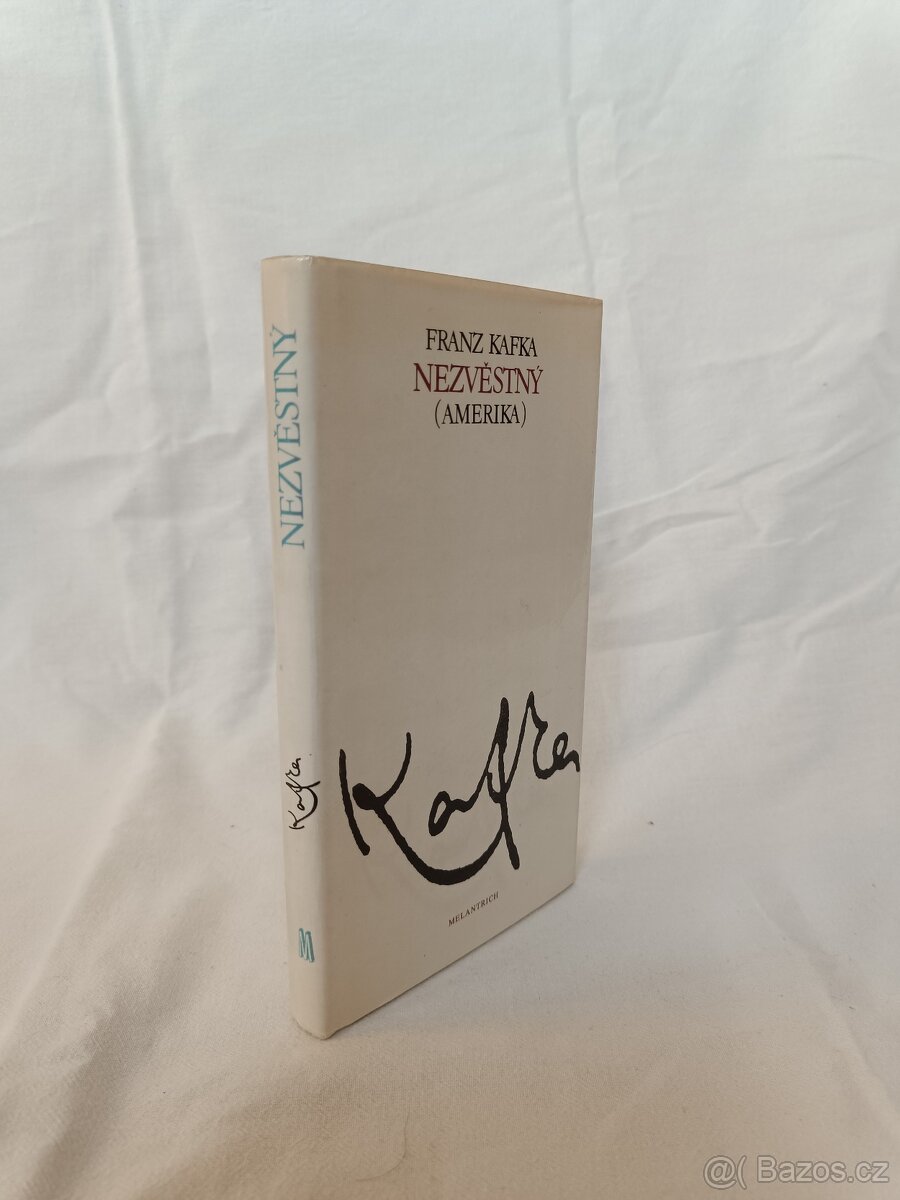 FRANZ KAFKA
NEZVĚSTNÝ
(AMERIKA)
Kafka
MELANTRICH
NEZVĚSTNÝ
Kafka
M
@( Bazos.cz